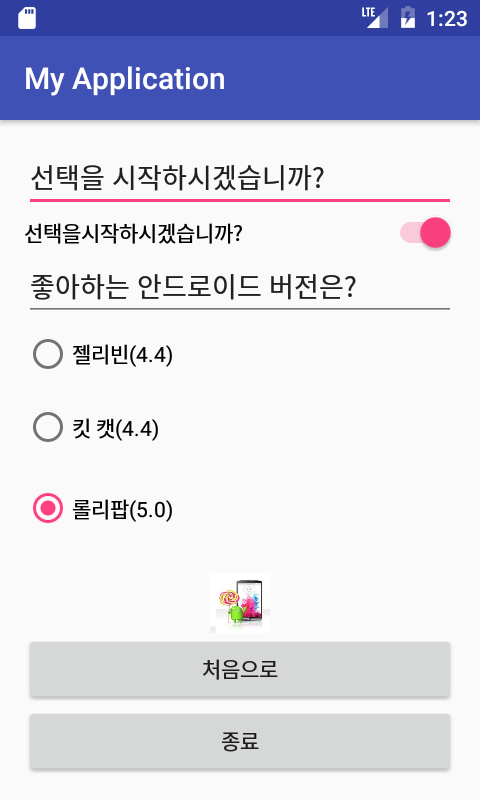 LTE 1:23
My Application
선택을 시작하시겠습니까?
선택을시작하시겠습니까?
좋아하는 안드로이드 버전은?
젤리빈(4.4)
킷 캣(4.4)
롤리팝(5.0)
처음으로
종료